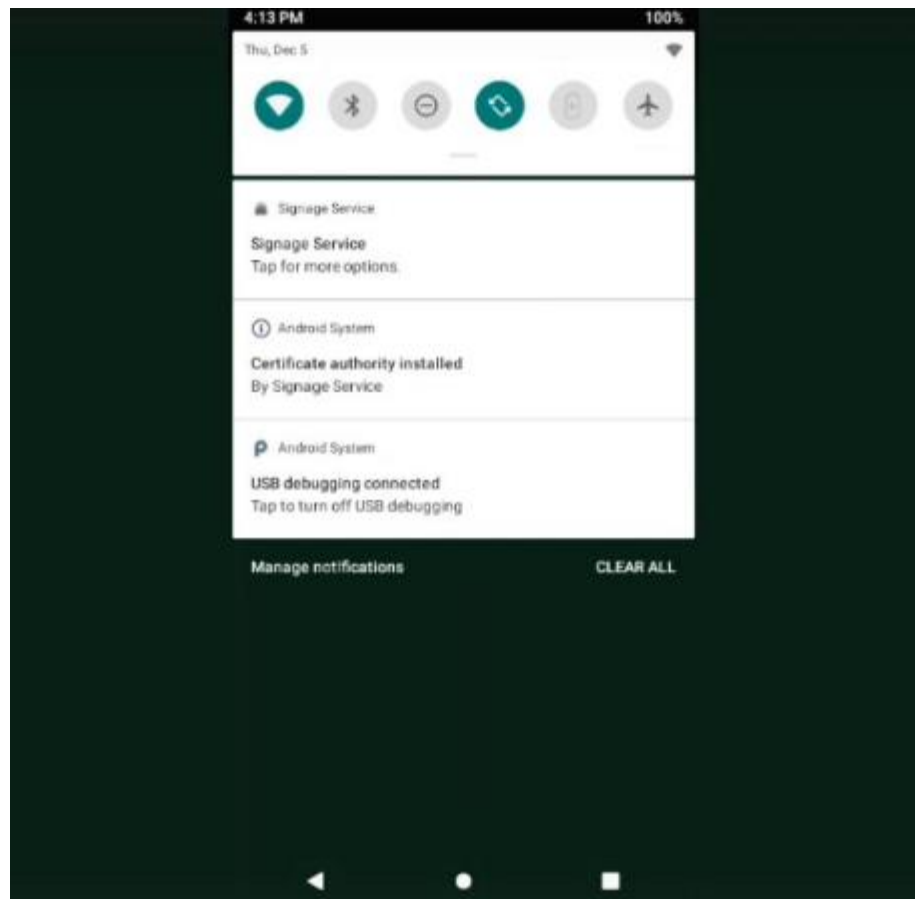 4:13 PM 100%
Thu, Dec 5
Signage Service
Signage Service
Tap for more options.
Android System
Certificate authority installed
By Signage Service
Android System
USB debugging connected
Tap to turn off USB debugging
Manage notifications CLEAR ALL